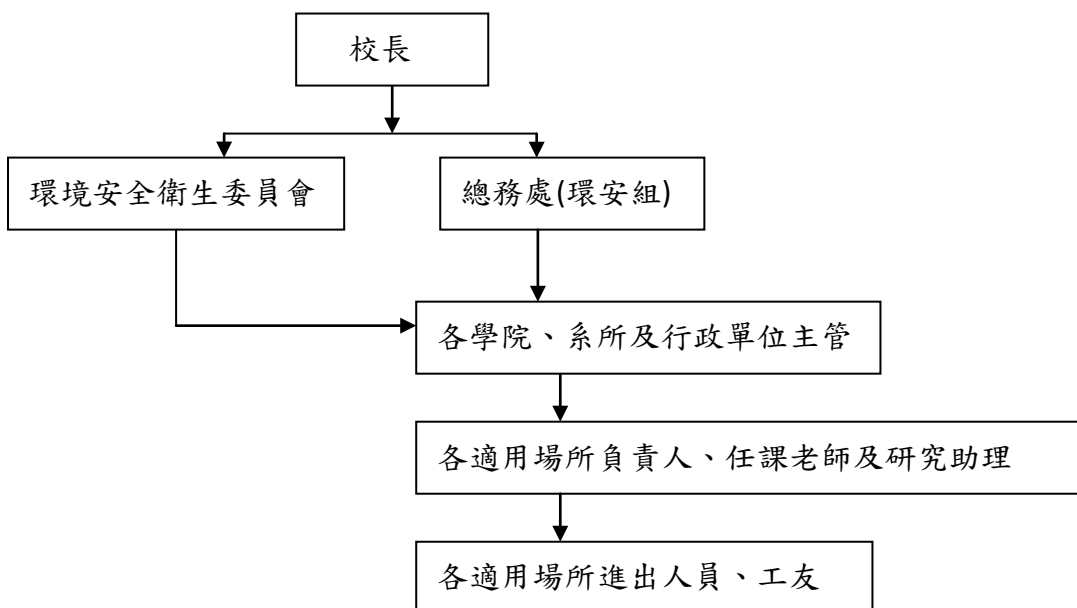 校長
環境安全衛生委員會
總務處(環安組)
各學院、系所及行政單位主管
各適用場所負責人、任課老師及研究助理
各適用場所進出人員、工友